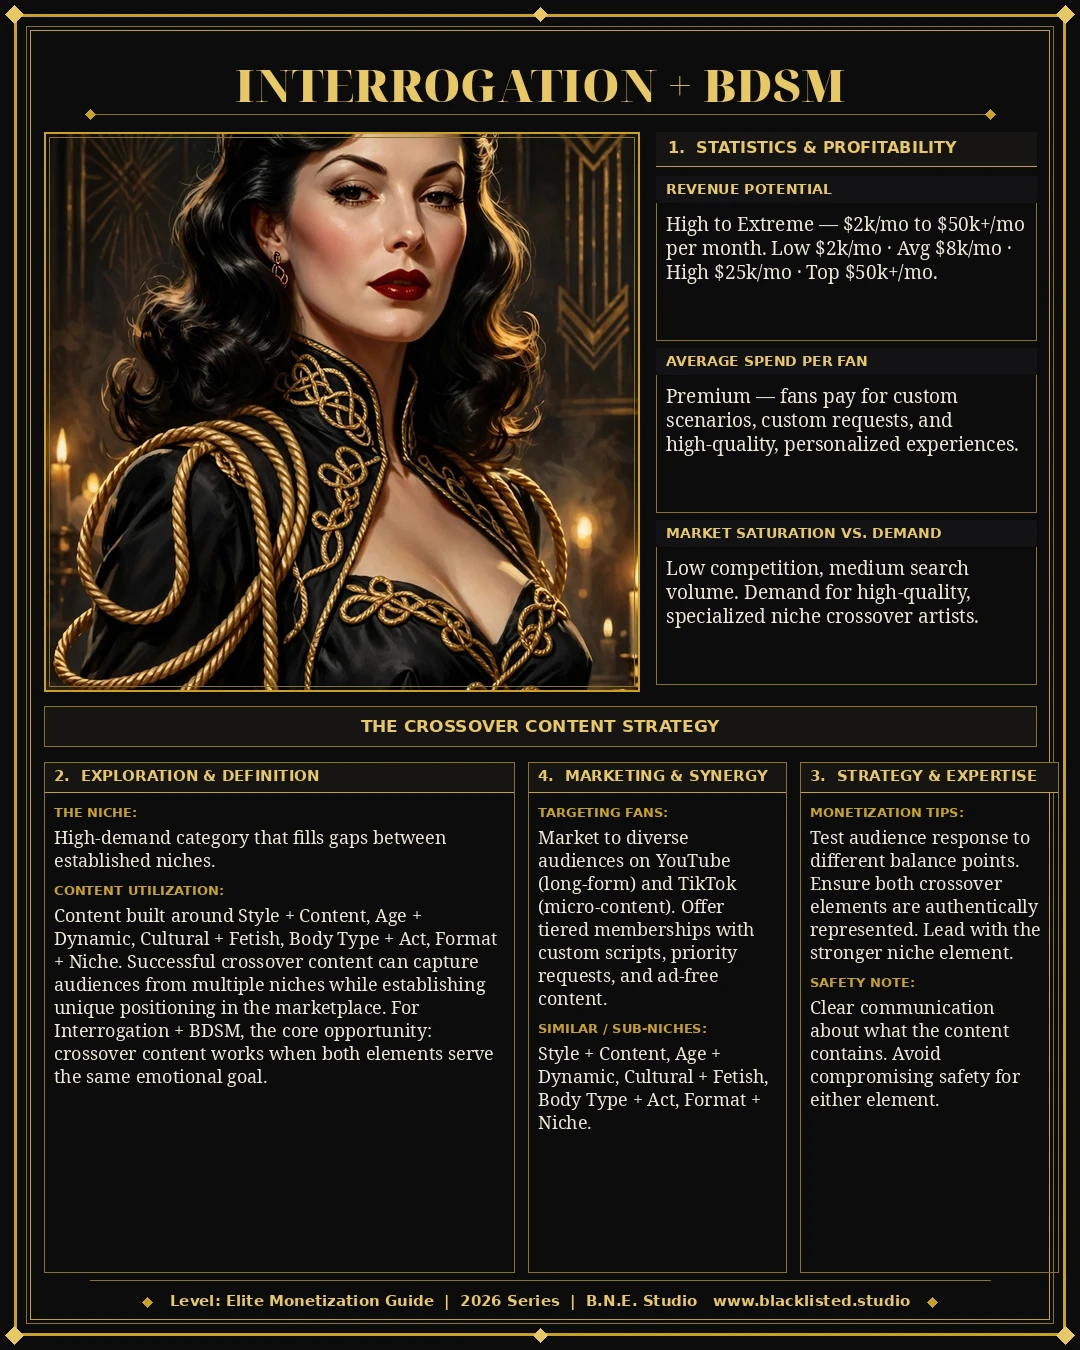 INTERROGATION + BDSM
1. STATISTICS & PROFITABILITY
REVENUE POTENTIAL
High to Extreme — $2k/mo to $50k+/mo
per month. Low $2k/mo · Avg $8k/mo ·
High $25k/mo · Top $50k+/mo.
AVERAGE SPEND PER FAN
Premium — fans pay for custom
scenarios, custom requests, and
high-quality, personalized experiences.
MARKET SATURATION VS. DEMAND
Low competition, medium search
volume. Demand for high-quality,
specialized niche crossover artists.
THE CROSSOVER CONTENT STRATEGY
2. EXPLORATION & DEFINITION
THE NICHE:
High-demand category that fills gaps between
established niches.
CONTENT UTILIZATION:
Content built around Style + Content, Age +
Dynamic, Cultural + Fetish, Body Type + Act, Format
+ Niche. Successful crossover content can capture
audiences from multiple niches while establishing
unique positioning in the marketplace. For
Interrogation + BDSM, the core opportunity:
crossover content works when both elements serve
the same emotional goal.
4. MARKETING & SYNERGY
TARGETING FANS:
Market to diverse
audiences on YouTube
(long-form) and TikTok
(micro-content). Offer
tiered memberships with
custom scripts, priority
requests, and ad-free
content.
SIMILAR / SUB-NICHES:
Style + Content, Age +
Dynamic, Cultural + Fetish,
Body Type + Act, Format +
Niche.
3. STRATEGY & EXPERTISE
MONETIZATION TIPS:
Test audience response to
different balance points.
Ensure both crossover
elements are authentically
represented. Lead with the
stronger niche element.
SAFETY NOTE:
Clear communication
about what the content
contains. Avoid
compromising safety for
either element.
Level: Elite Monetization Guide | 2026 Series | B.N.E. Studio www.blacklisted.studio